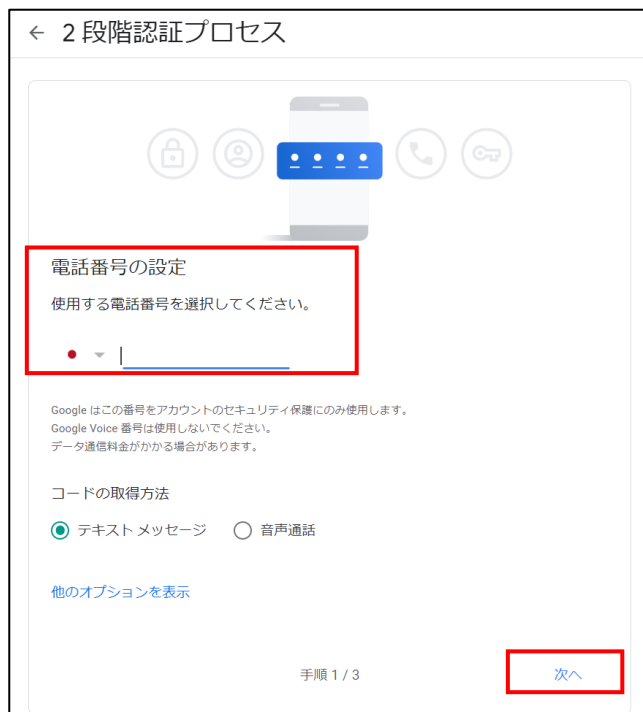 2 段階認証プロセス
電話番号の設定
使用する電話番号を選択してください。
Google はこの番号をアカウントのセキュリティ保護にのみ使用します。
Google Voice 番号は使用しないでください。
データ通信料金がかかる場合があります。
コードの取得方法
テキスト メッセージ 音声通話
他のオプションを表示
手順 1 / 3 次へ